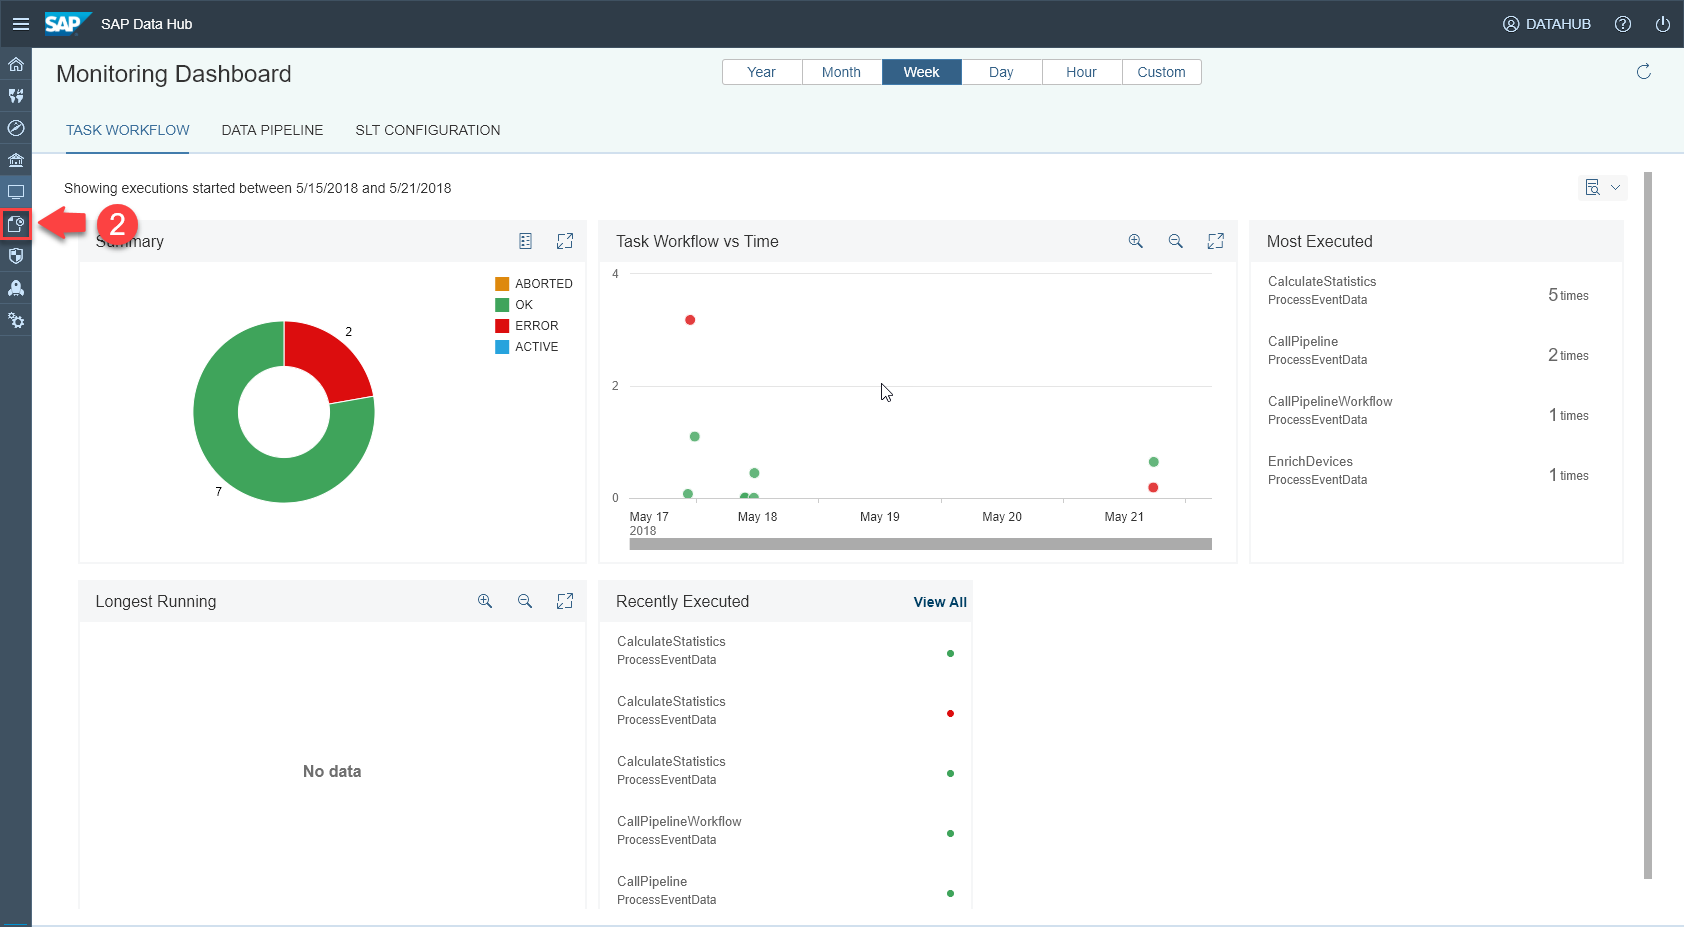 SAP SAP Data Hub
DATAHUB
Monitoring Dashboard
Year Month Week Day Hour Custom
TASK WORKFLOW DATA PIPELINE SLT CONFIGURATION
Showing executions started between 5/15/2018 and 5/21/2018
2
Summary
ABORTED
OK
ERROR
ACTIVE
2
7
Task Workflow vs Time
4
2
0
May 17 May 18 May 19 May 20 May 21
2018
Most Executed
CalculateStatistics
ProcessEventData
5 times
CallPipeline
ProcessEventData
2 times
CallPipelineWorkflow
ProcessEventData
1 times
EnrichDevices
ProcessEventData
1 times
Longest Running
No data
Recently Executed View All
CalculateStatistics
ProcessEventData
CalculateStatistics
ProcessEventData
CalculateStatistics
ProcessEventData
CallPipelineWorkflow
ProcessEventData
CallPipeline
ProcessEventData